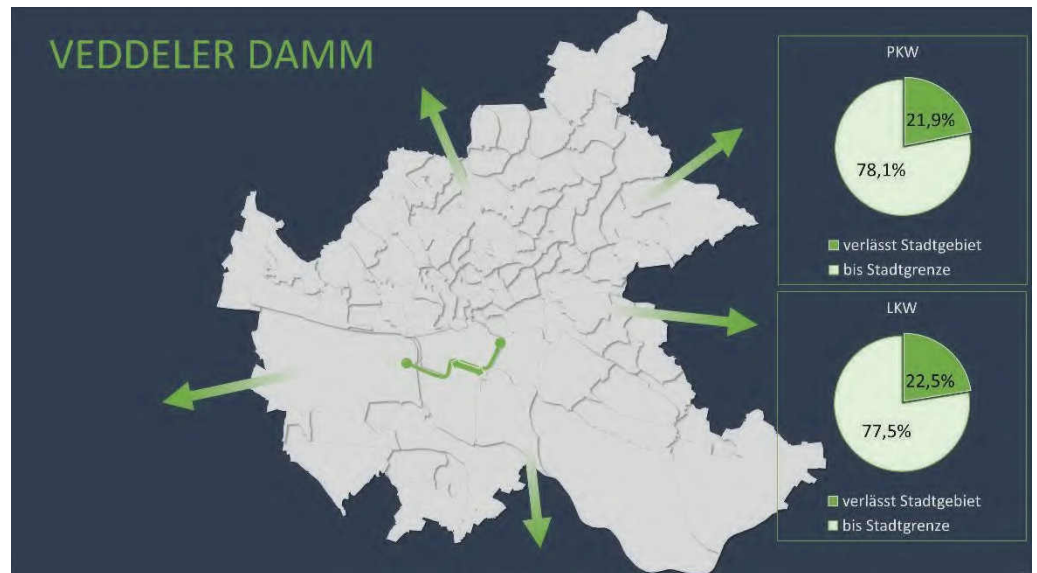 VEDDELER DAMM
PKW
21,9%
78,1%
verlässt Stadtgebiet
bis Stadtgrenze
LKW
22,5%
77,5%
verlässt Stadtgebiet
bis Stadtgrenze